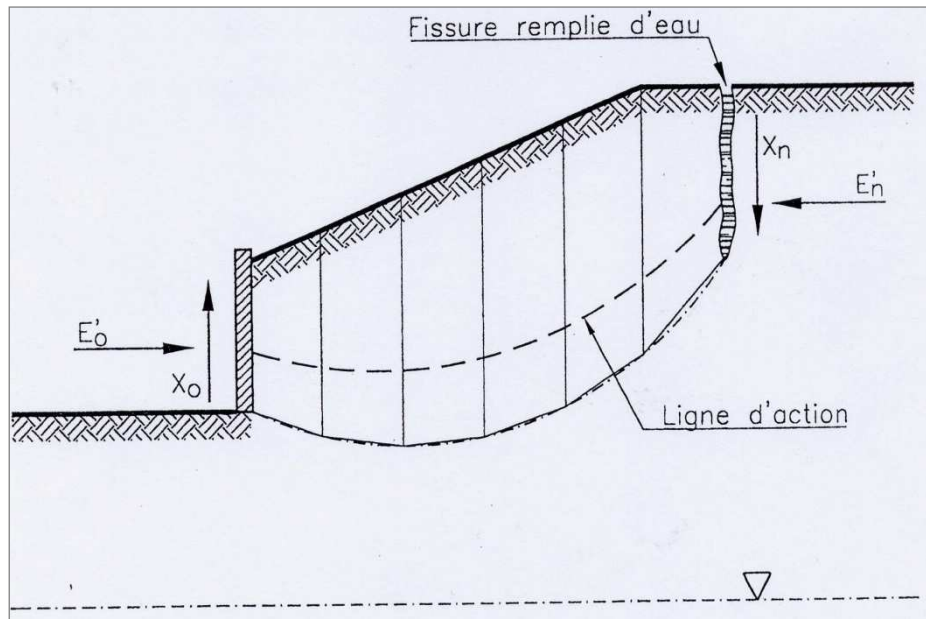 Fissure remplie d'eau
Xn
E'n
E'o
Xo
Ligne d'action